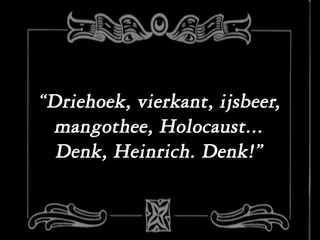 “Driehoek, vierkant, ijsbeer,
mangothee, Holocaust...
Denk, Heinrich. Denk!”